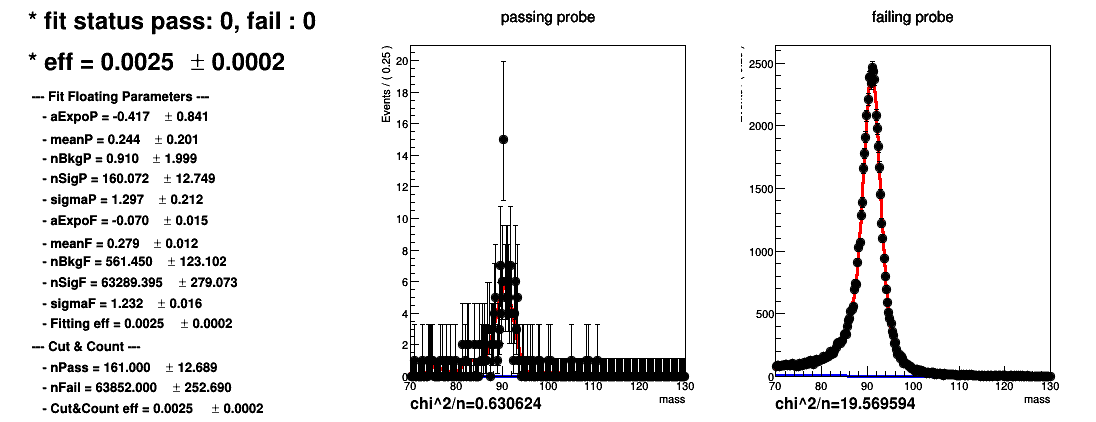 * fit status pass: 0, fail : 0
* eff = 0.0025 ± 0.0002
--- Fit Floating Parameters ---
- aExpoP = -0.417 ± 0.841
- meanP = 0.244 ± 0.201
- nBkgP = 0.910 ± 1.999
- nSigP = 160.072 ± 12.749
- sigmaP = 1.297 ± 0.212
- aExpoF = -0.070 ± 0.015
- meanF = 0.279 ± 0.012
- nBkgF = 561.450 ± 123.102
- nSigF = 63289.395 ± 279.073
- sigmaF = 1.232 ± 0.016
- Fitting eff = 0.0025 ± 0.0002
--- Cut & Count ---
- nPass = 161.000 ± 12.689
- nFail = 63852.000 ± 252.690
- Cut&Count eff = 0.0025 ± 0.0002
passing probe
Events / ( 0.25 )
20
18
16
14
12
10
8
6
4
2
0
70 80 90 100 110 120 130
mass
chi^2/n=0.630624
failing probe
2500
2000
1500
1000
500
0
70 80 90 100 110 120 130
mass
chi^2/n=19.569594